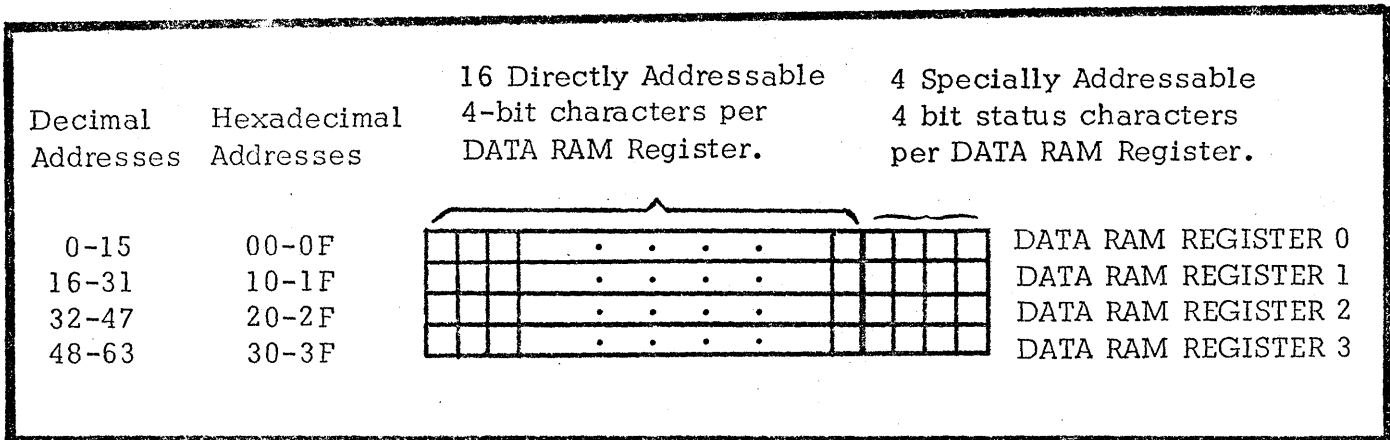 16 Directly Addressable
4-bit characters per
DATA RAM Register.
4 Specially Addressable
4 bit status characters
per DATA RAM Register.
Decimal Addresses
Hexadecimal Addresses
0-15 00-0F DATA RAM REGISTER 0
16-31 10-1F DATA RAM REGISTER 1
32-47 20-2F DATA RAM REGISTER 2
48-63 30-3F DATA RAM REGISTER 3